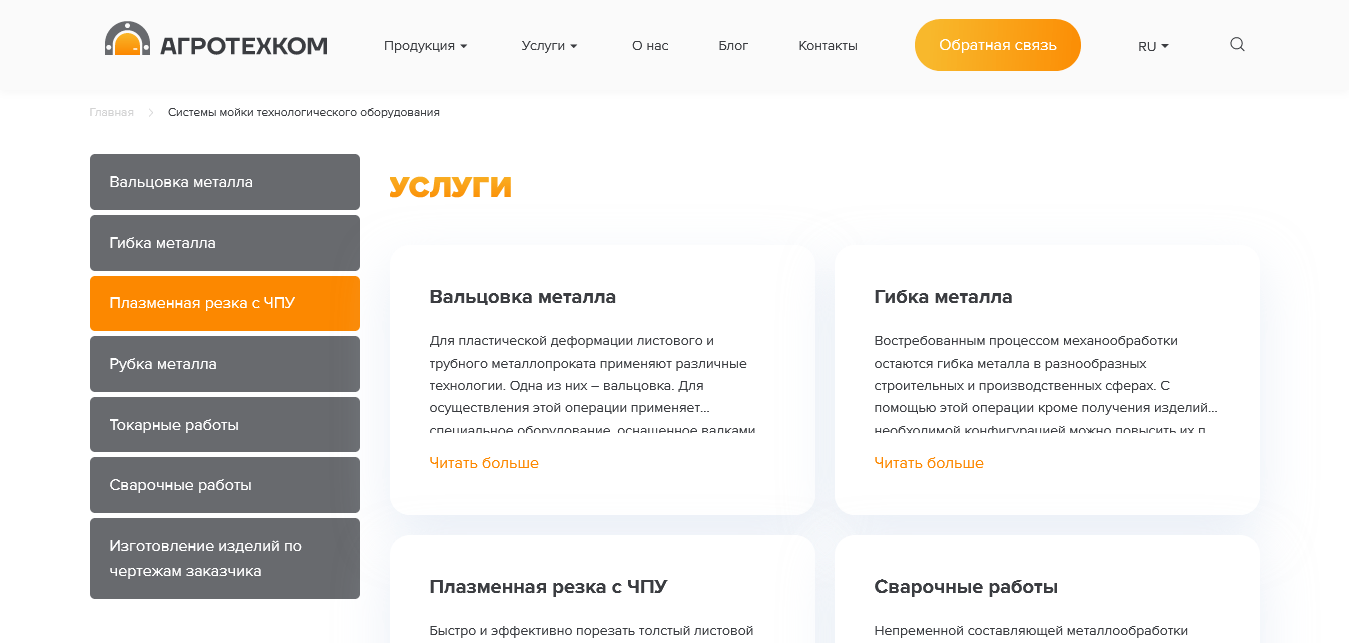 АГРОТЕХКОМ
Продукция
Услуги
О нас
Блог
Контакты
Обратная связь
RU
Главная
Системы мойки технологического оборудования
Вальцовка металла
Гибка металла
Плазменная резка с ЧПУ
Рубка металла
Токарные работы
Сварочные работы
Изготовление изделий по
чертежам заказчика
УСЛУГИ
Вальцовка металла
Для пластической деформации листового и
трубного металлопроката применяют различные
технологии. Одна из них – вальцовка. Для
осуществления этой операции применяет...
специальное оборудование, оснащенное валками
Читать больше
Гибка металла
Востребованным процессом механообработки
остаются гибка металла в разнообразных
строительных и производственных сферах. С
помощью этой операции кроме получения изделий...
необходимой конфигурацией можно повысить их п
Читать больше
Плазменная резка с ЧПУ
Быстро и эффективно порезать толстый листовой
Сварочные работы
Непременной составляющей металлообработки